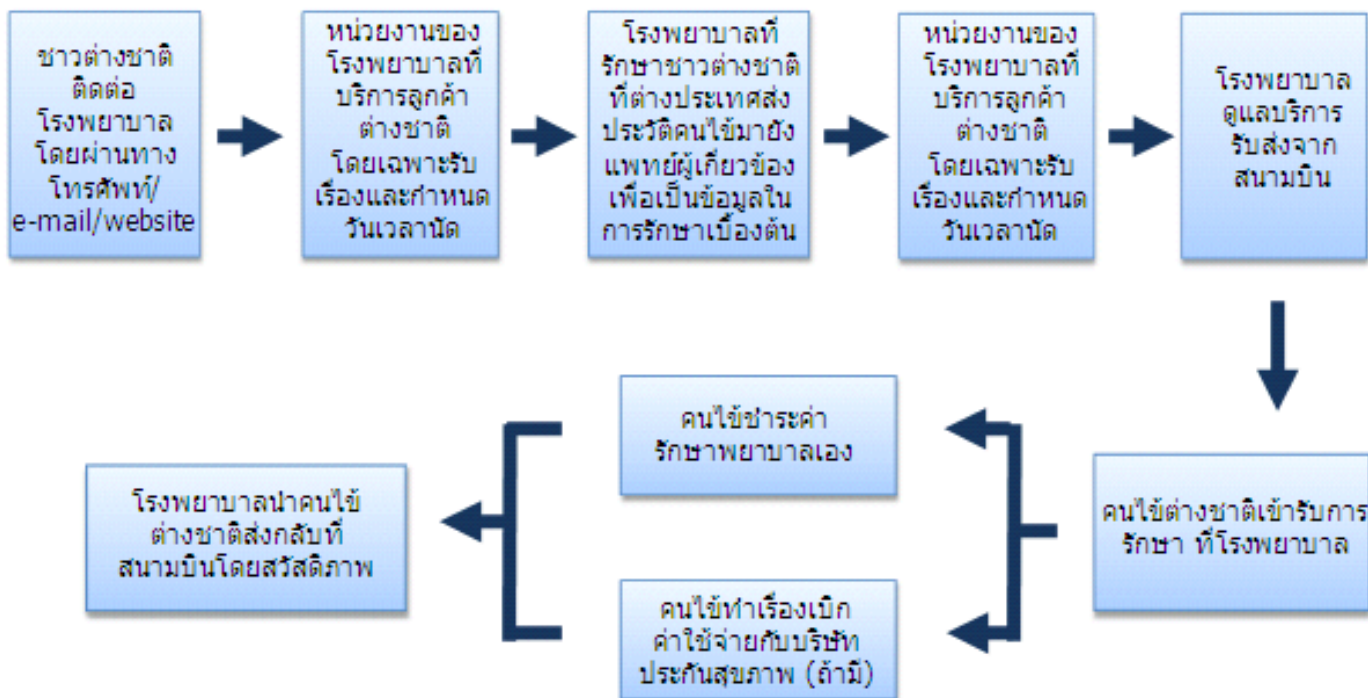 ชาวต่างชาติ
ติดต่อ
โรงพยาบาล
โดยผ่านทาง
โทรศัพท์/
e-mail/website
หน่วยงานของ
โรงพยาบาลที่
บริการลูกค้า
ต่างชาติ
โดยเฉพาะรับ
เรื่องและกำหนด
วันเวลานัด
โรงพยาบาลที่
รักษาชาวต่างชาติ
ที่ต่างประเทศส่ง
ประวัติคนไข้มายัง
แพทย์ผู้เกี่ยวข้อง
เพื่อเป็นข้อมูลใน
การรักษาเบื้องต้น
หน่วยงานของ
โรงพยาบาลที่
บริการลูกค้า
ต่างชาติ
โดยเฉพาะรับ
เรื่องและกำหนด
วันเวลานัด
โรงพยาบาล
ดูแลบริการ
รับส่งจาก
สนามบิน
คนไข้ต่างชาติเข้ารับการ
รักษา ที่โรงพยาบาล
คนไข้ชำระค่า
รักษาพยาบาลเอง
คนไข้ทำเรื่องเบิก
ค่าใช้จ่ายกับบริษัท
ประกันสุขภาพ (ถ้ามี)
โรงพยาบาลนำคนไข้
ต่างชาติส่งกลับที่
สนามบินโดยสวัสดิภาพ